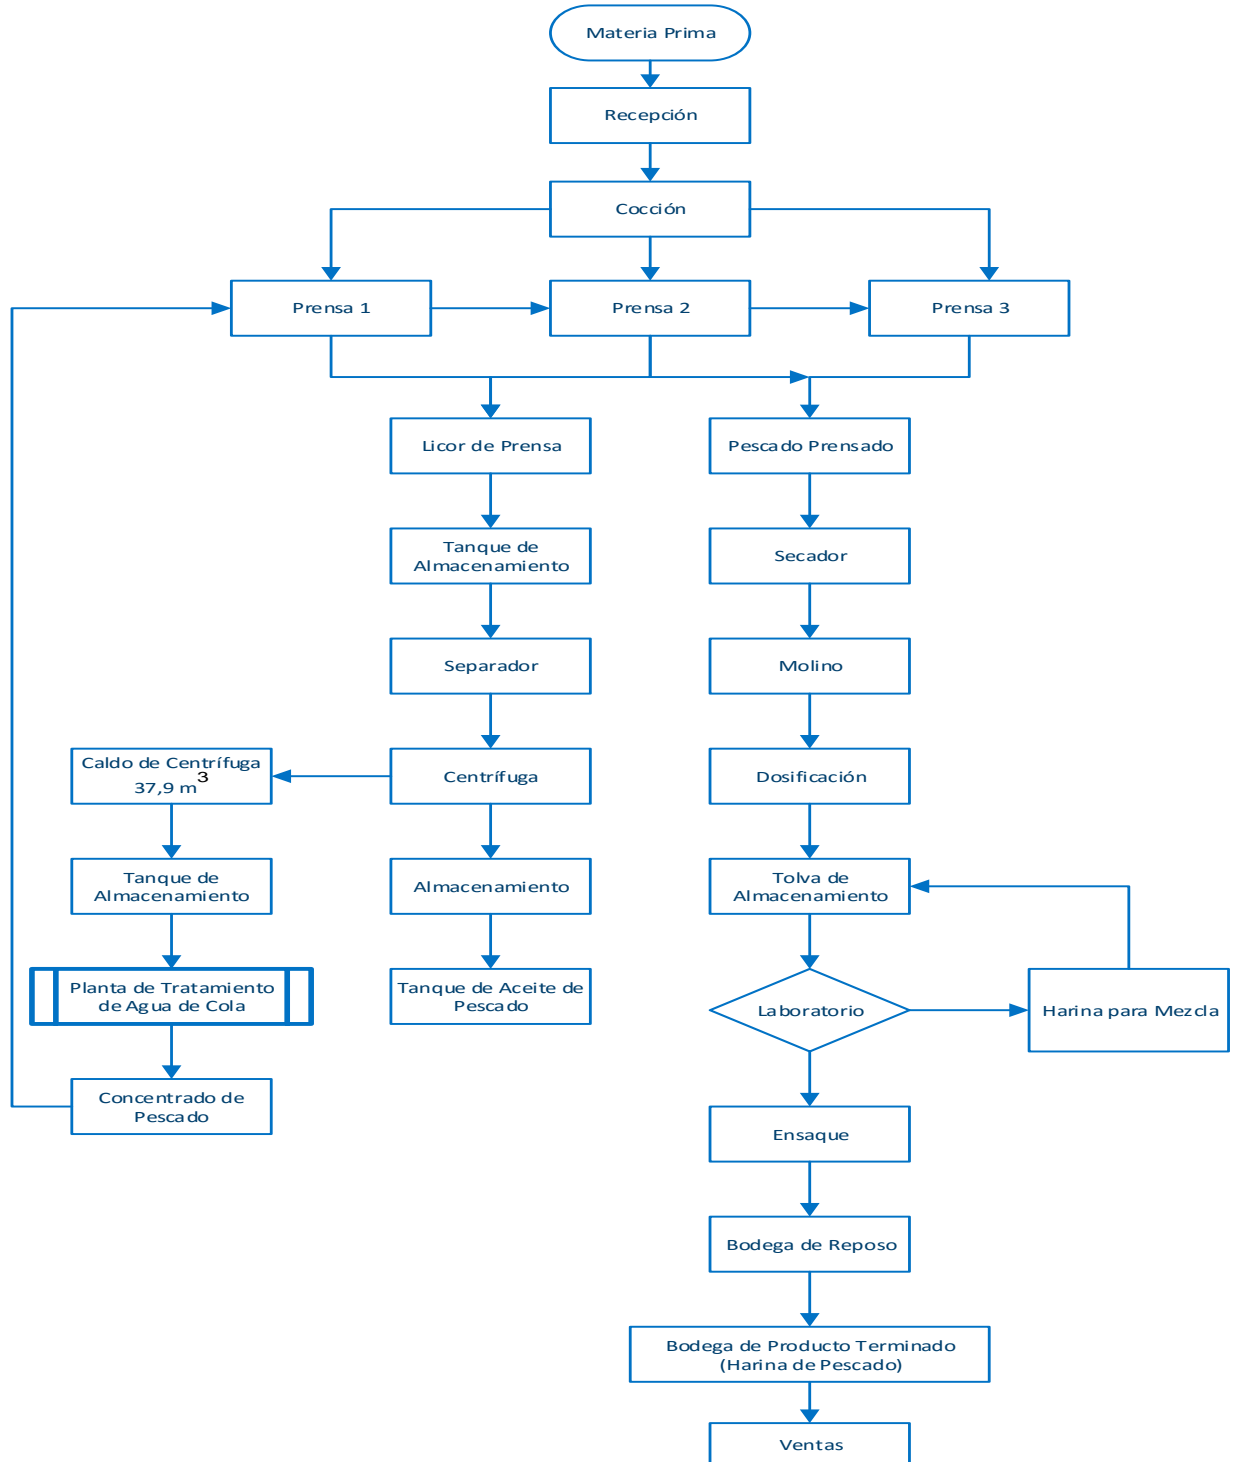 Materia Prima
Recepción
Cocción
Prensa 1
Prensa 2
Prensa 3
Licor de Prensa
Pescado Prensado
Tanque de
Almacenamiento
Secador
Separador
Molino
Caldo de Centrífuga
37,9 m3
Centrífuga
Dosificación
Tanque de
Almacenamiento
Almacenamiento
Tolva de
Almacenamiento
Planta de Tratamiento
de Agua de Cola
Tanque de Aceite de
Pescado
Laboratorio
Harina para Mezcla
Concentrado de
Pescado
Ensaque
Bodega de Reposo
Bodega de Producto Terminado
(Harina de Pescado)
Ventas